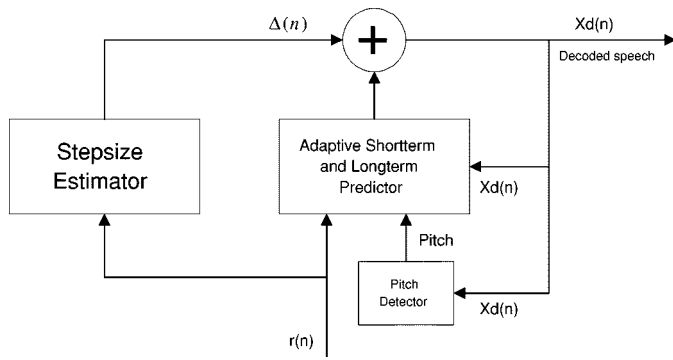 Δ(n)
Xd(n)
+
Decoded speech
Stepsize
Estimator
Adaptive Shortterm
and Longterm
Predictor
Xd(n)
Pitch
Pitch
Detector
Xd(n)
r(n)